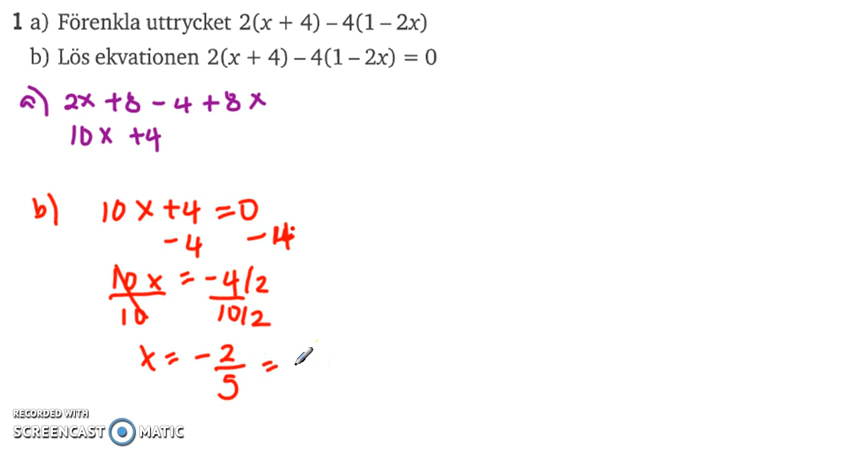 1 a) Förenkla uttrycket 2(x + 4) – 4(1 – 2x)
b) Lös ekvationen 2(x + 4) – 4(1 – 2x) = 0
a) 2x + 8 - 4 + 8x
10x + 4
b) 10x + 4 = 0
-4 -4
10x/10 = -4/2 / 10/2
x = - 2/5 =
RECORDED WITH
SCREENCAST MATIC